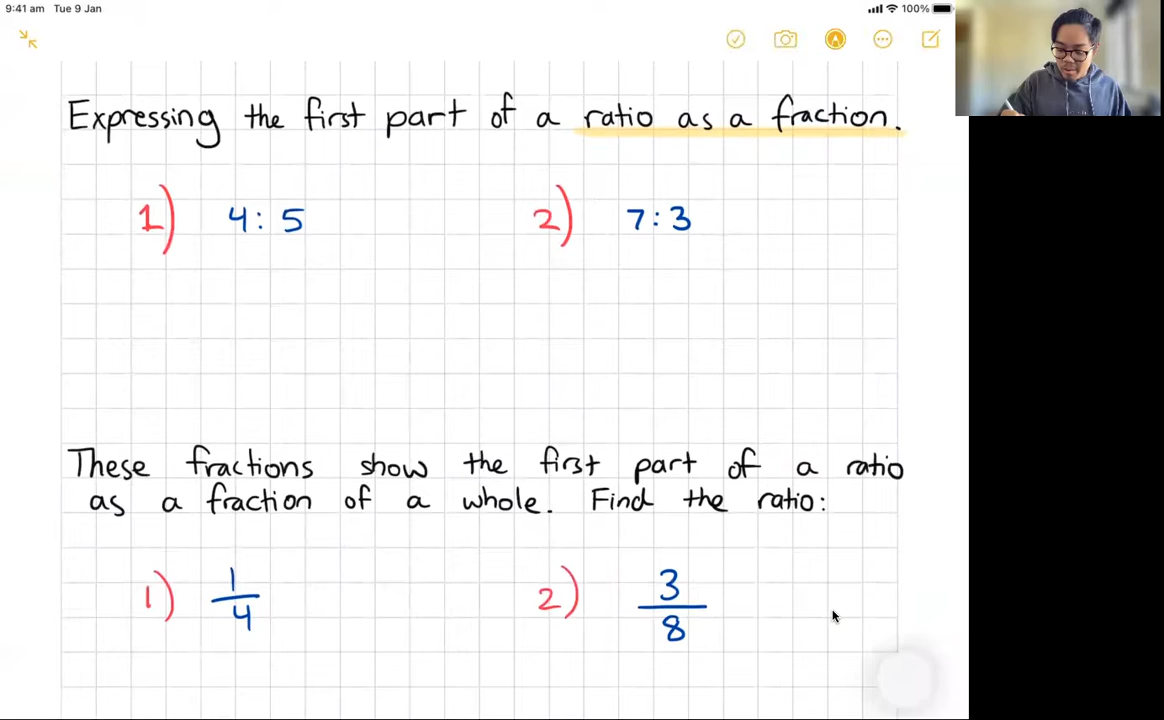 9:41 am Tue 9 Jan 100%
Expressing the first part of a ratio as a fraction.
1) 4: 5 2) 7:3
These fractions show the first part of a ratio
as a fraction of a whole. Find the ratio:
1) 1/4 2) 3/8